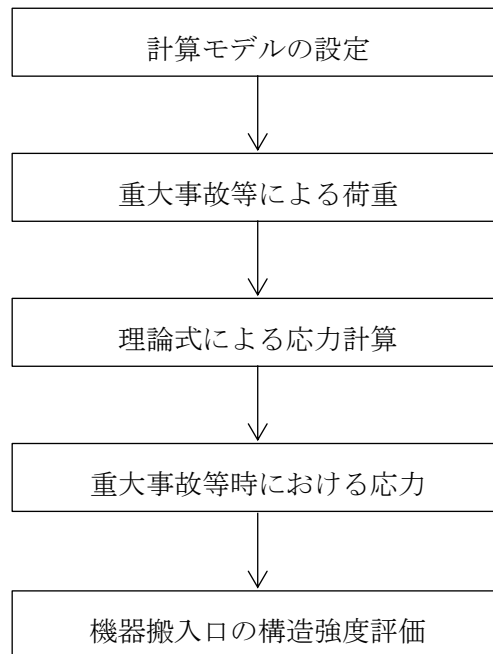 計算モデルの設定
重大事故等による荷重
理論式による応力計算
重大事故等時における応力
機器搬入口の構造強度評価